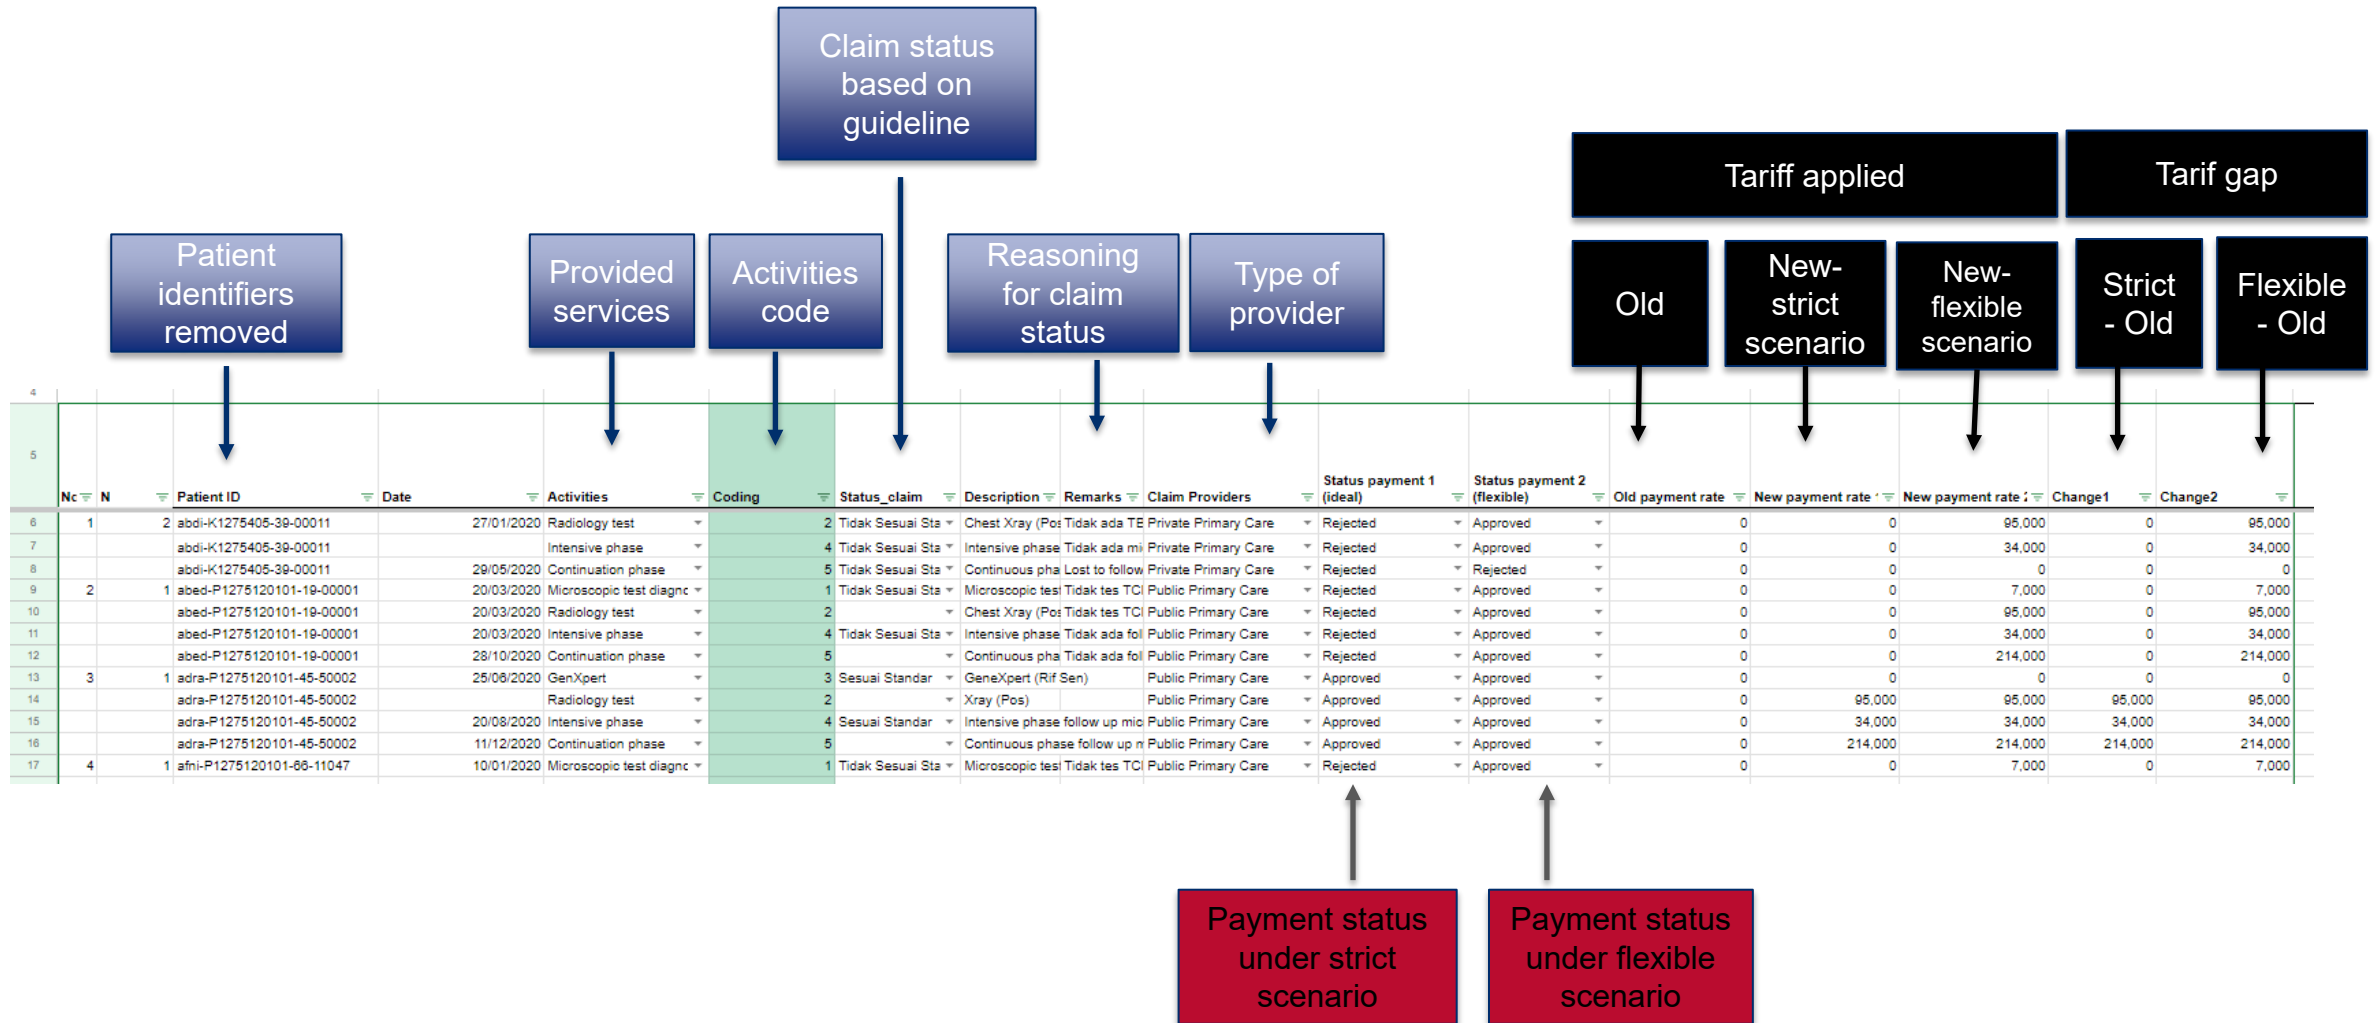 Claim status
based on
guideline
Tariff applied
Tarif gap
Patient
identifiers
removed
Provided
services
Activities
code
Reasoning
for claim
status
Type of
provider
Old
New-
strict
scenario
New-
flexible
scenario
Strict
- Old
Flexible
- Old
4
5
Status payment 1 Status payment 2
Nc N Patient ID Date Activities Coding Status_claim Description Remarks Claim Providers (ideal) (flexible) Old payment rate New payment rate New payment rate Change1 Change2
6 1 2 abdi-K1275405-39-00011 27/01/2020 Radiology test 2 Tidak Sesuai Sta Chest Xray (Pos Tidak ada TE Private Primary Care Rejected Approved 0 0 95,000 0 95,000
7 abdi-K1275405-39-00011 Intensive phase 4 Tidak Sesuai Sta Intensive phase Tidak ada mi Private Primary Care Rejected Approved 0 0 34,000 0 34,000
8 abdi-K1275405-39-00011 29/05/2020 Continuation phase 5 Tidak Sesuai Sta Continuous pha Lost to follow Private Primary Care Rejected Rejected 0 0 0 0 0
9 2 1 abed-P1275120101-19-00001 20/03/2020 Microscopic test diagnc 1 Tidak Sesuai Sta Microscopic test Tidak tes TC Public Primary Care Rejected Approved 0 0 7,000 0 7,000
10 abed-P1275120101-19-00001 20/03/2020 Radiology test 2 Chest Xray (Pos Tidak tes TC Public Primary Care Rejected Approved 0 0 95,000 0 95,000
11 abed-P1275120101-19-00001 20/03/2020 Intensive phase 4 Tidak Sesuai Sta Intensive phase Tidak ada fol Public Primary Care Rejected Approved 0 0 34,000 0 34,000
12 abed-P1275120101-19-00001 28/10/2020 Continuation phase 5 Continuous pha Tidak ada fol Public Primary Care Rejected Approved 0 0 214,000 0 214,000
13 3 1 adra-P1275120101-45-50002 25/06/2020 GenXpert 3 Sesuai Standar GeneXpert (Rif Sen) Public Primary Care Approved Approved 0 0 0 0 0
14 adra-P1275120101-45-50002 Radiology test 2 Xray (Pos) Public Primary Care Approved Approved 0 95,000 95,000 95,000 95,000
15 adra-P1275120101-45-50002 20/08/2020 Intensive phase 4 Sesuai Standar Intensive phase follow up mic Public Primary Care Approved Approved 0 34,000 34,000 34,000 34,000
16 adra-P1275120101-45-50002 11/12/2020 Continuation phase 5 Continuous phase follow up m Public Primary Care Approved Approved 0 214,000 214,000 214,000 214,000
17 4 1 afni-P1275120101-66-11047 10/01/2020 Microscopic test diagnc 1 Tidak Sesuai Sta Microscopic test Tidak tes TC Public Primary Care Rejected Approved 0 0 7,000 0 7,000
Payment status
under strict
scenario
Payment status
under flexible
scenario